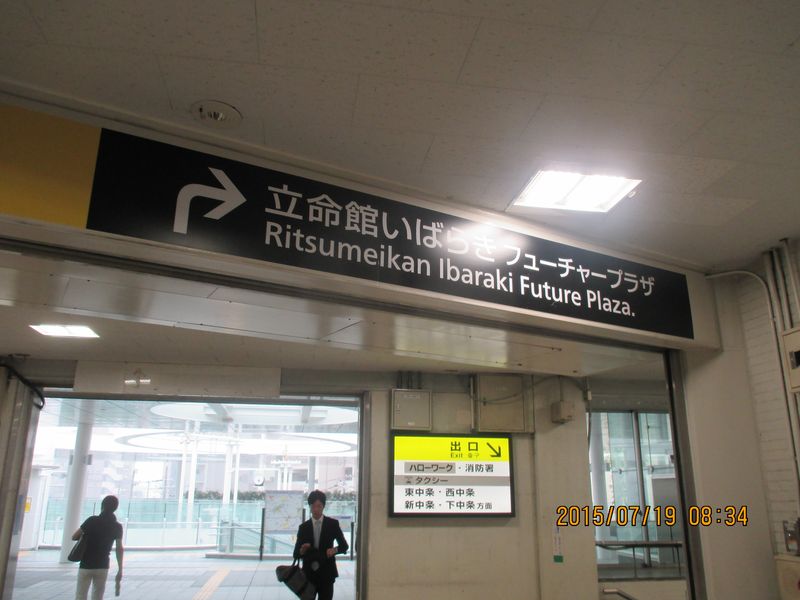 立命館いばらきフューチャープラザ
Ritsumeikan Ibaraki Future Plaza.
出口
Exit
ハローワーク・消防署
タクシー
東中条・西中条
新中条・下中条方面
2015/07/19 08:34